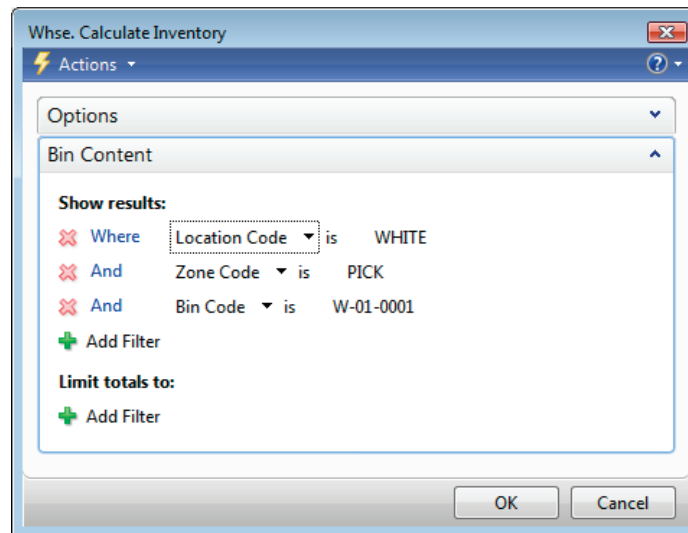 Whse. Calculate Inventory
Actions
Options
Bin Content
Show results:
Where Location Code is WHITE
And Zone Code is PICK
And Bin Code is W-01-0001
Add Filter
Limit totals to:
Add Filter
OK Cancel